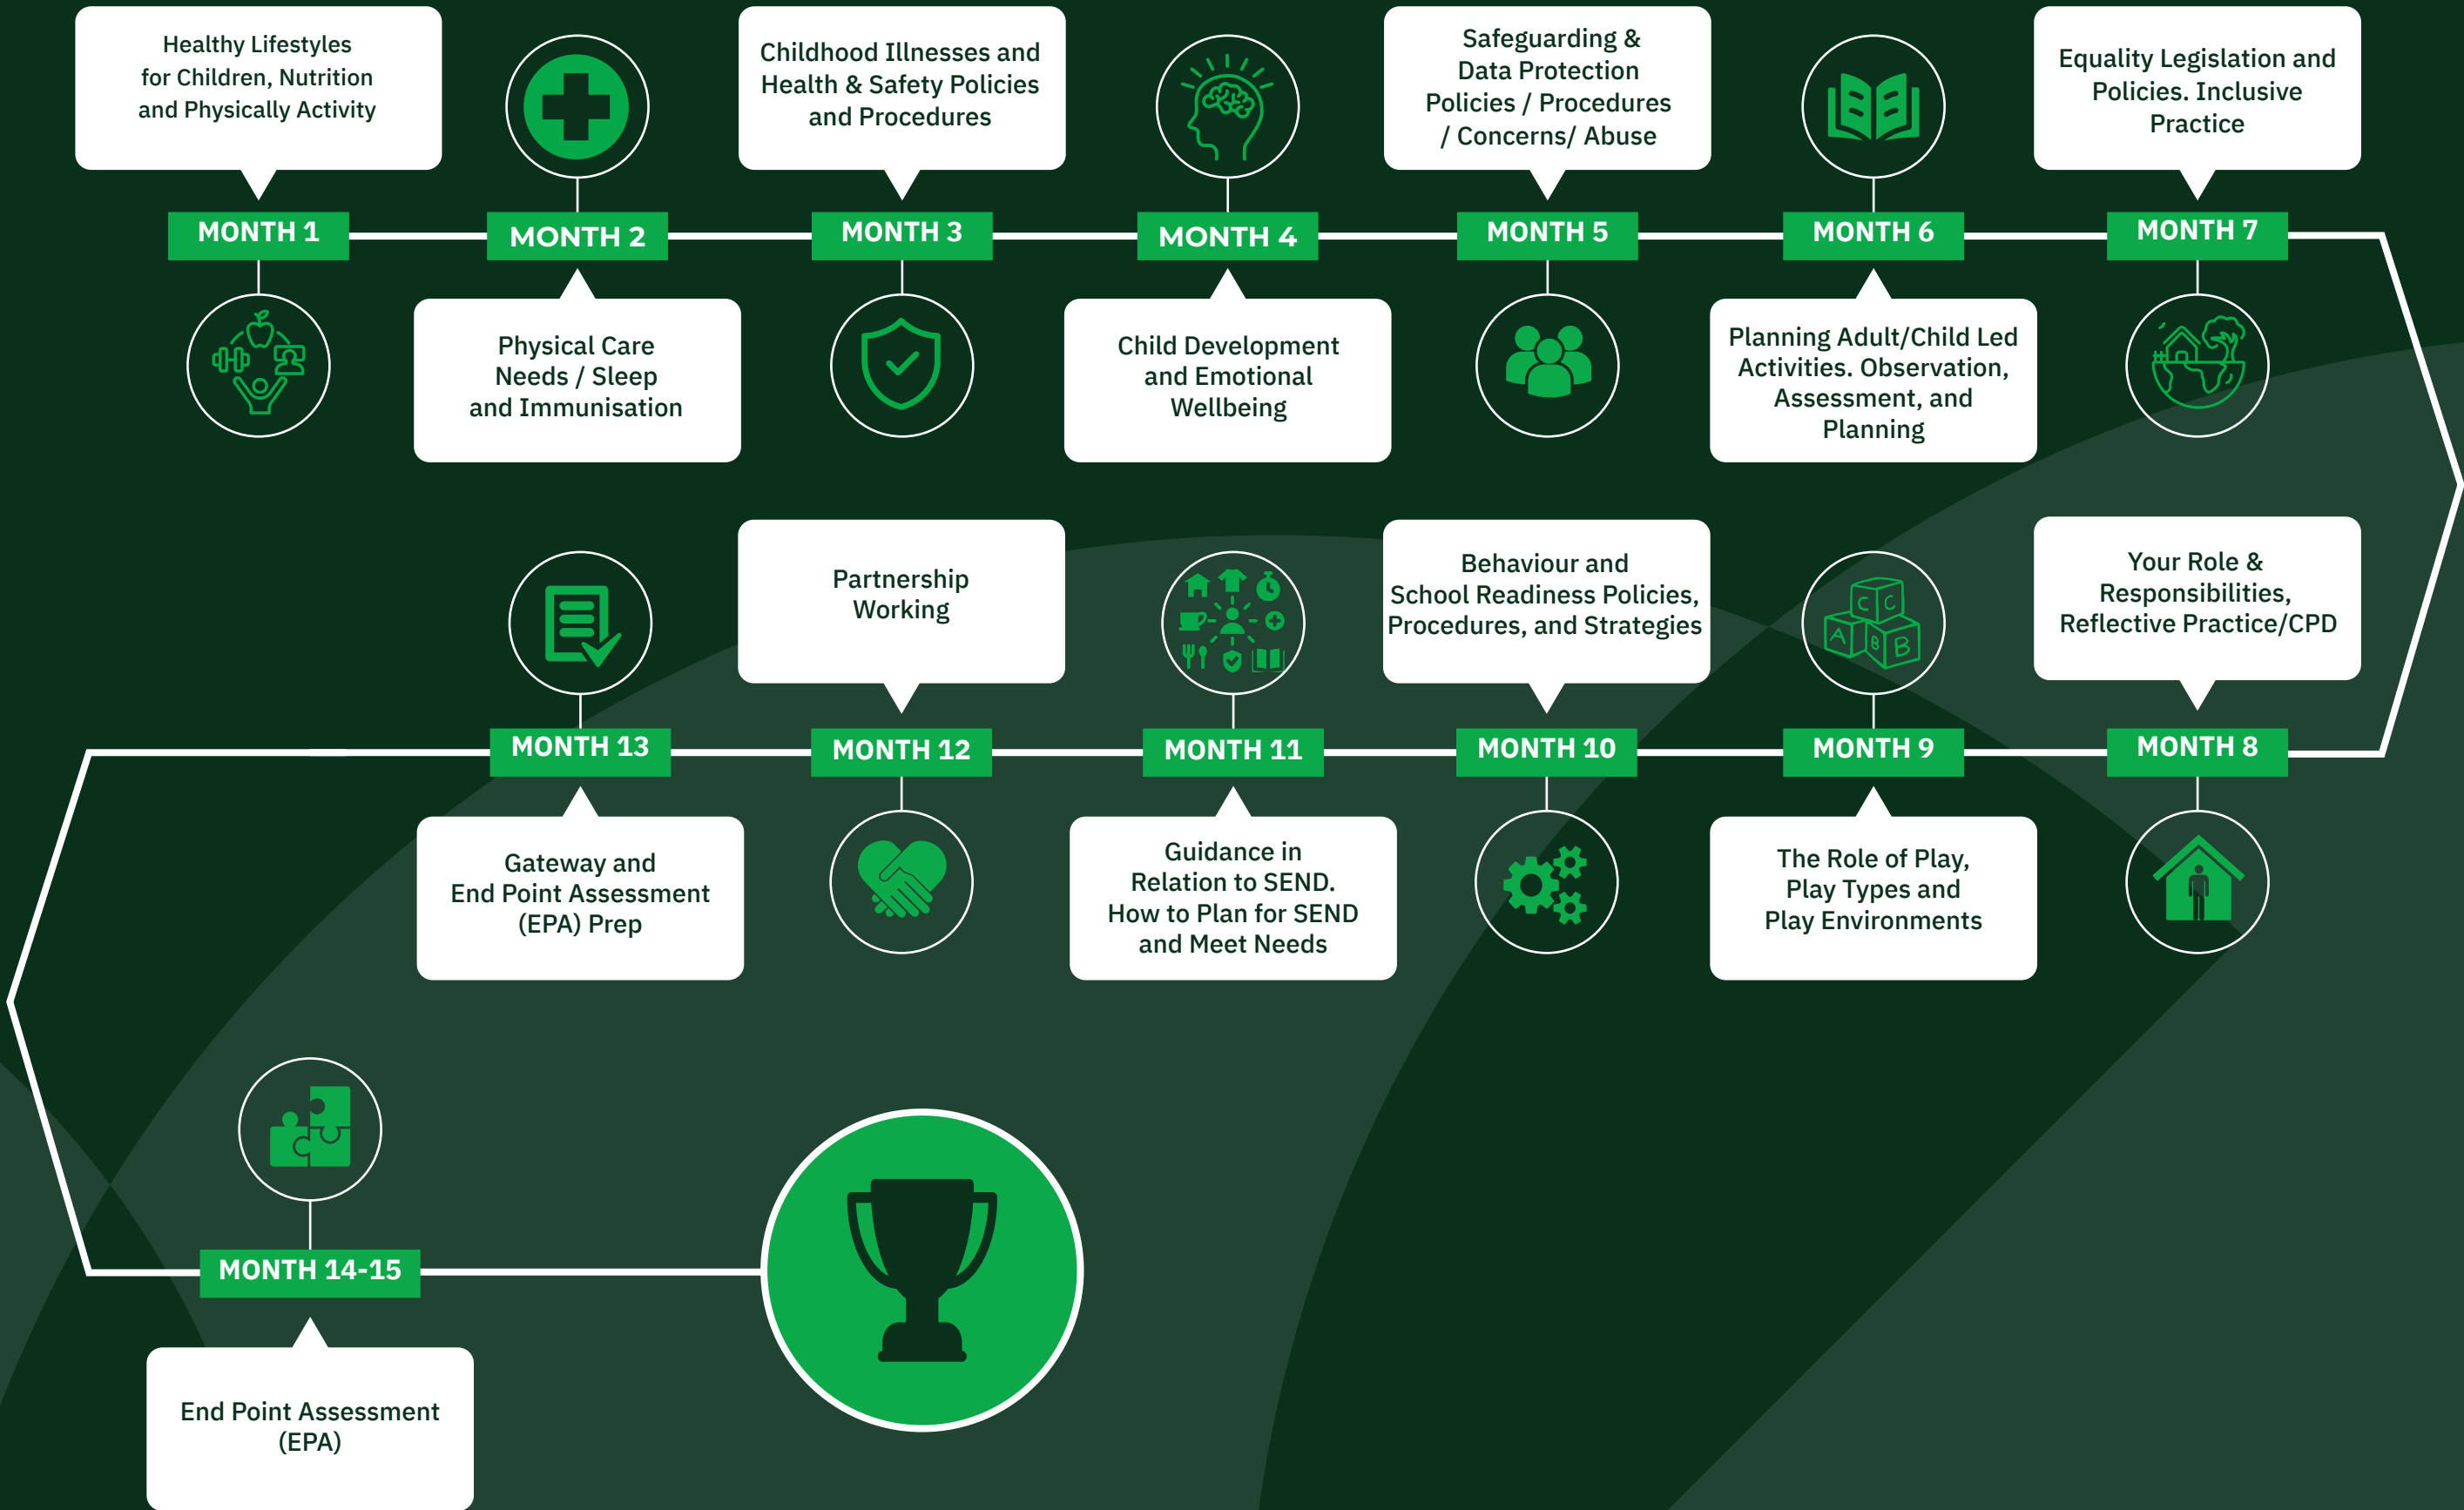 Healthy Lifestyles
for Children, Nutrition
and Physically Activity
MONTH 1
MONTH 2
Physical Care
Needs / Sleep
and Immunisation
Childhood Illnesses and
Health & Safety Policies
and Procedures
MONTH 3
MONTH 4
Child Development
and Emotional
Wellbeing
Safeguarding &
Data Protection
Policies / Procedures
/ Concerns/ Abuse
MONTH 5
MONTH 6
Planning Adult/Child Led
Activities. Observation,
Assessment, and
Planning
Equality Legislation and
Policies. Inclusive
Practice
MONTH 7
Your Role &
Responsibilities,
Reflective Practice/CPD
MONTH 8
C C
A 8 B
MONTH 9
The Role of Play,
Play Types and
Play Environments
Behaviour and
School Readiness Policies,
Procedures, and Strategies
MONTH 10
MONTH 11
Guidance in
Relation to SEND.
How to Plan for SEND
and Meet Needs
Partnership
Working
MONTH 12
MONTH 13
Gateway and
End Point Assessment
(EPA) Prep
MONTH 14-15
End Point Assessment
(EPA)